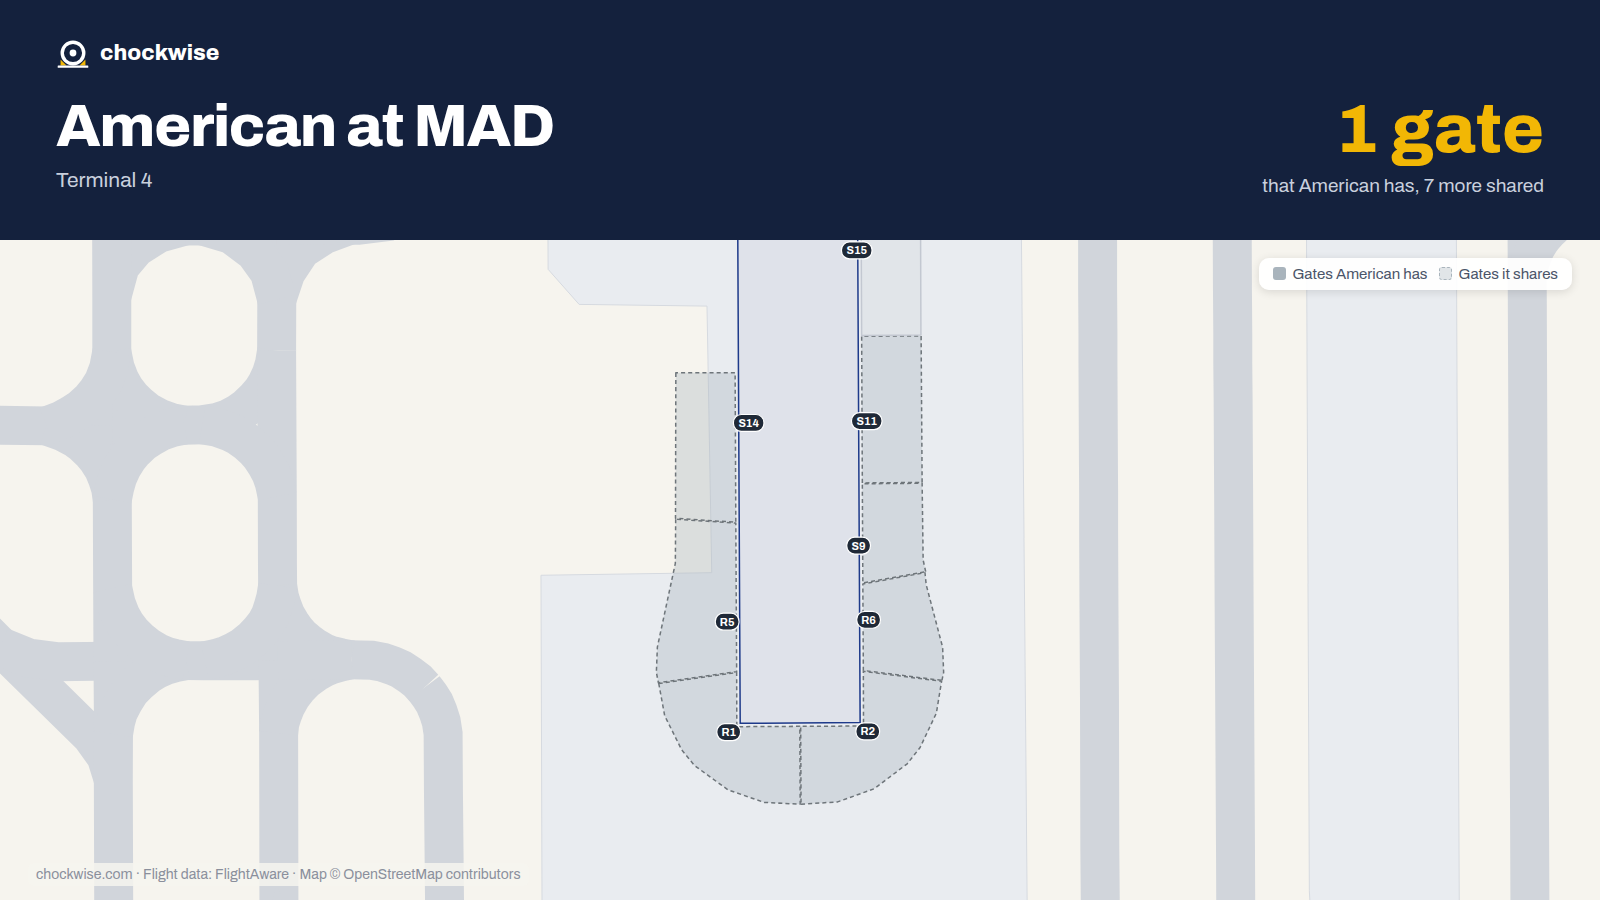 chockwise
American at MAD
Terminal 4
1 gate
that American has, 7 more shared
Gates American has
Gates it shares
S15
S14
S11
S9
R5
R6
R1
R2
chockwise.com · Flight data: FlightAware · Map © OpenStreetMap contributors